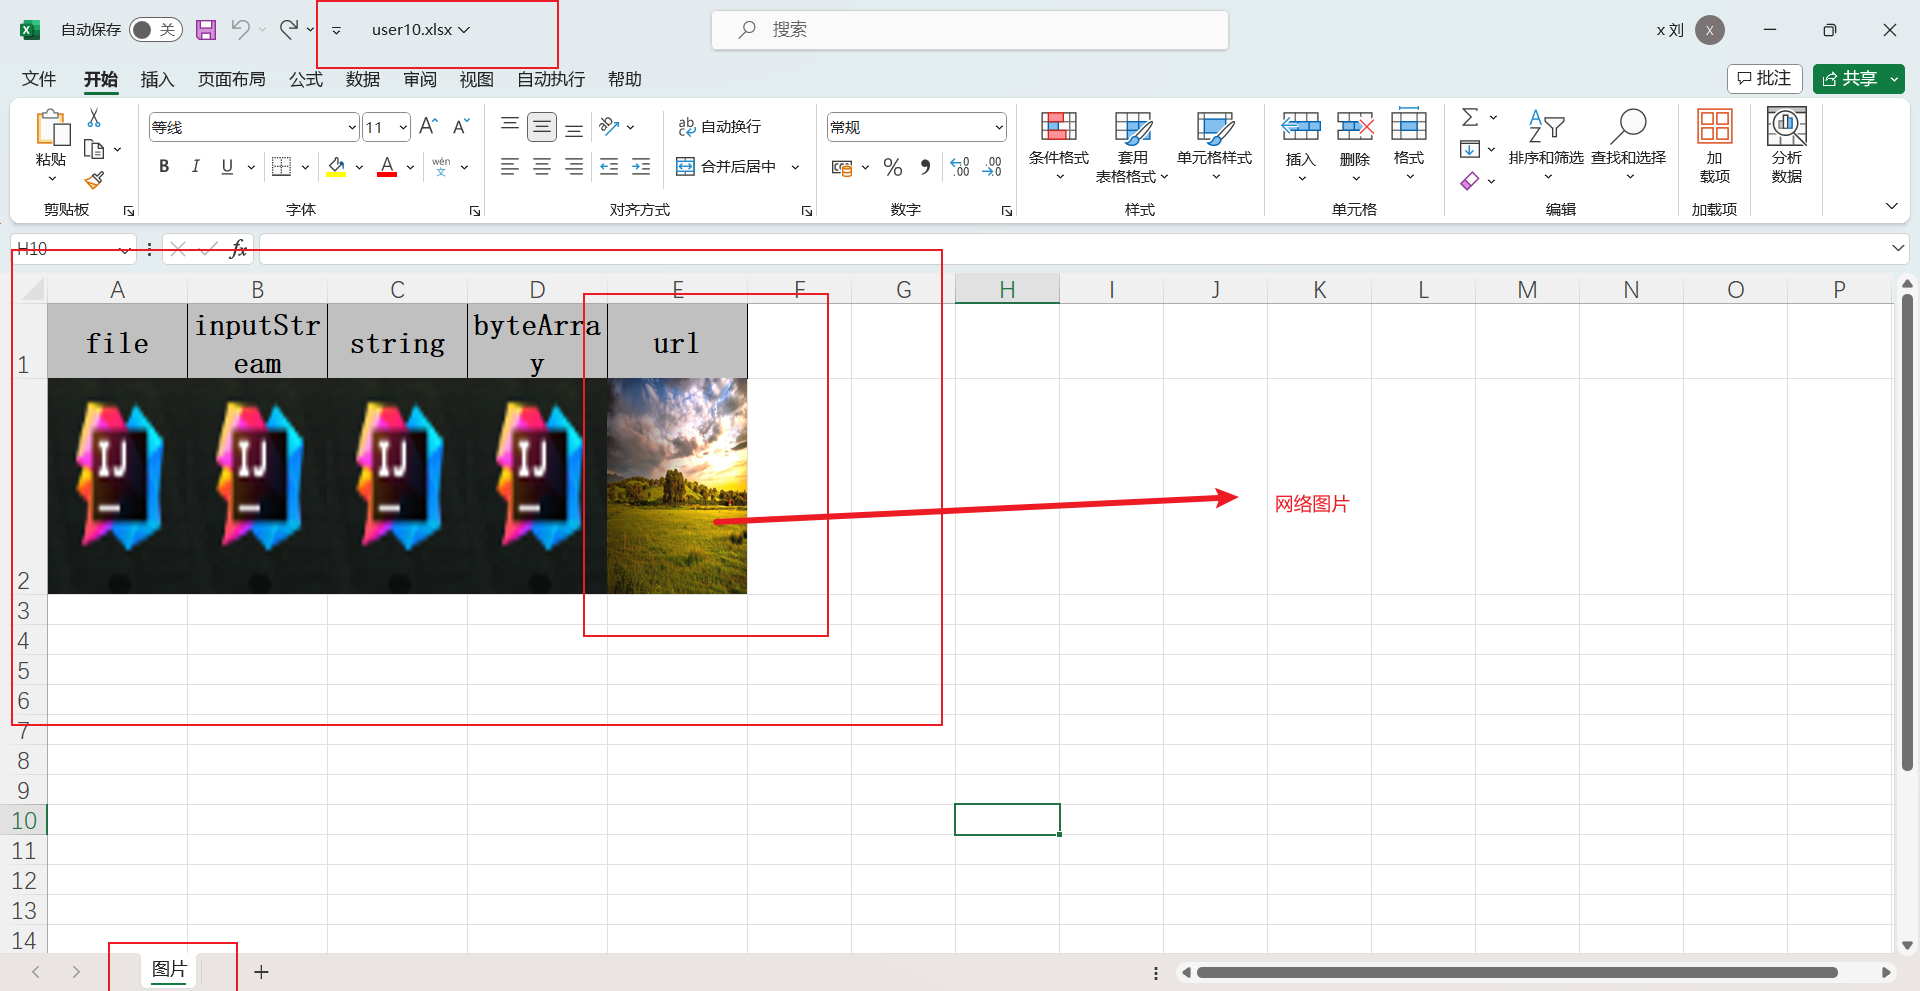 自动保存 关 user10.xlsx 搜索 x 刘 X
文件 开始 插入 页面布局 公式 数据 审阅 视图 自动执行 帮助 批注 共享
粘贴 等线 11 A A ab 自动换行 常规 条件格式 套用 表格格式 单元格样式 插入 删除 格式 排序和筛选 查找和选择 加 载项 分析 数据
B I U A wén 文 合并后居中 % .00 .00
剪贴板 字体 对齐方式 数字 样式 单元格 编辑 加载项
H10 fx
A B C D E F G H I J K L M N O P
1 file inputStream string byteArray url
IJ IJ IJ IJ
网络图片
2
3
4
5
6
7
8
9
10
11
12
13
14
图片